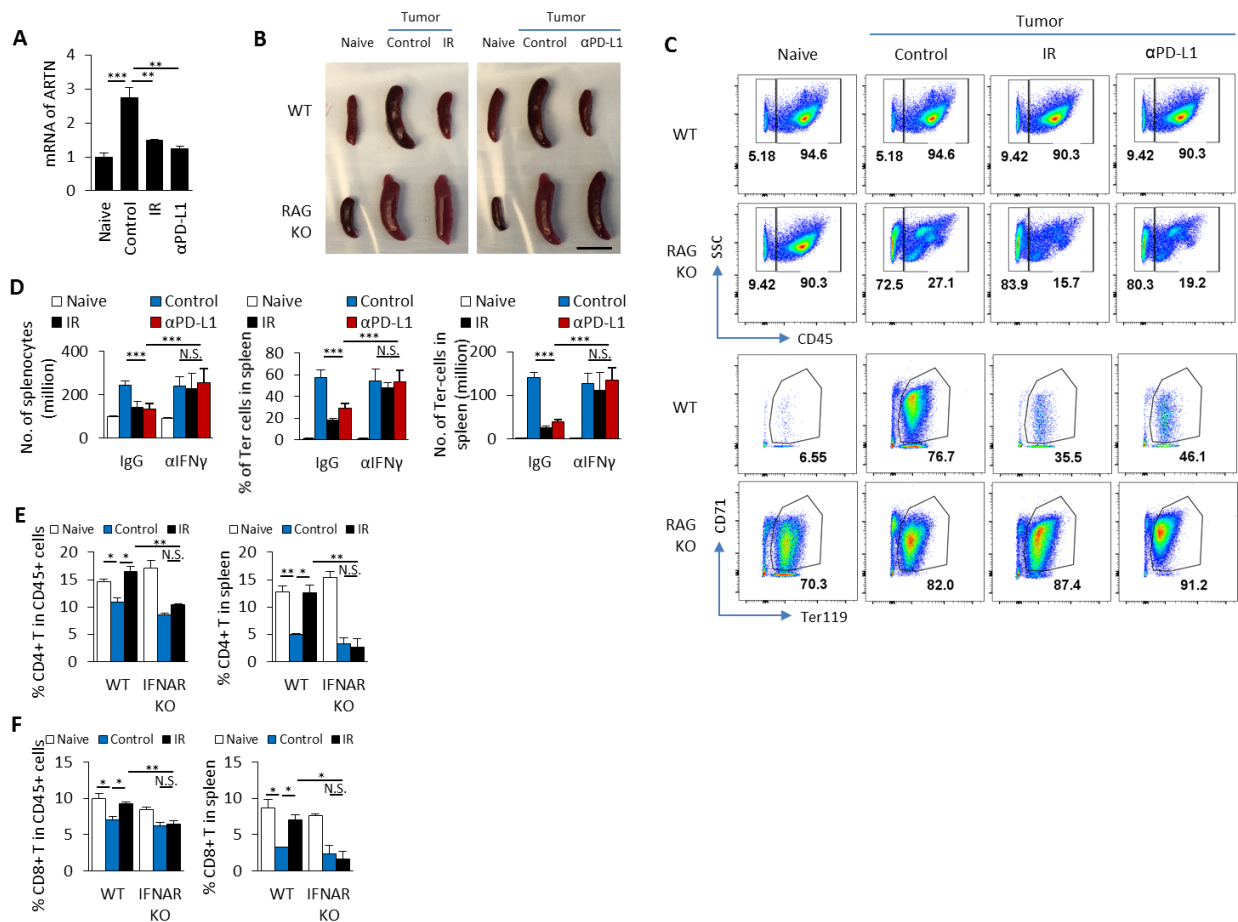 A
mRNA of ARTN
4
3
2
1
0
***
**
**
Naive
Control
IR
αPD-L1
B
Tumor
Tumor
Naive Control IR
Naive Control αPD-L1
WT
RAG
KO
C
Tumor
Naive
Control
IR
αPD-L1
WT
5.18 94.6
5.18 94.6
9.42 90.3
9.42 90.3
RAG
KO
9.42 90.3
72.5 27.1
83.9 15.7
80.3 19.2
SSC
CD45
WT
6.55
76.7
35.5
46.1
RAG
KO
70.3
82.0
87.4
91.2
CD71
Ter119
D
Naive Control
IR αPD-L1
No. of splenocytes
(million)
400
200
0
***
***
N.S.
IgG αIFNγ
Naive Control
IR αPD-L1
% of Ter cells in spleen
80
60
40
20
0
***
***
N.S.
IgG αIFNγ
Naive Control
IR αPD-L1
No. of Ter-cells in
spleen (million)
200
100
0
***
***
N.S.
IgG αIFNγ
E
Naive Control IR
% CD4+ T in CD45+ cells
20
15
10
5
0
* *
**
N.S.
WT IFNAR
KO
Naive Control IR
% CD4+ T in spleen
20
15
10
5
0
** *
**
N.S.
WT IFNAR
KO
F
Naive Control IR
% CD8+ T in CD45+ cells
15
10
5
0
* *
**
N.S.
WT IFNAR
KO
Naive Control IR
% CD8+ T in spleen
15
10
5
0
* *
*
N.S.
WT IFNAR
KO